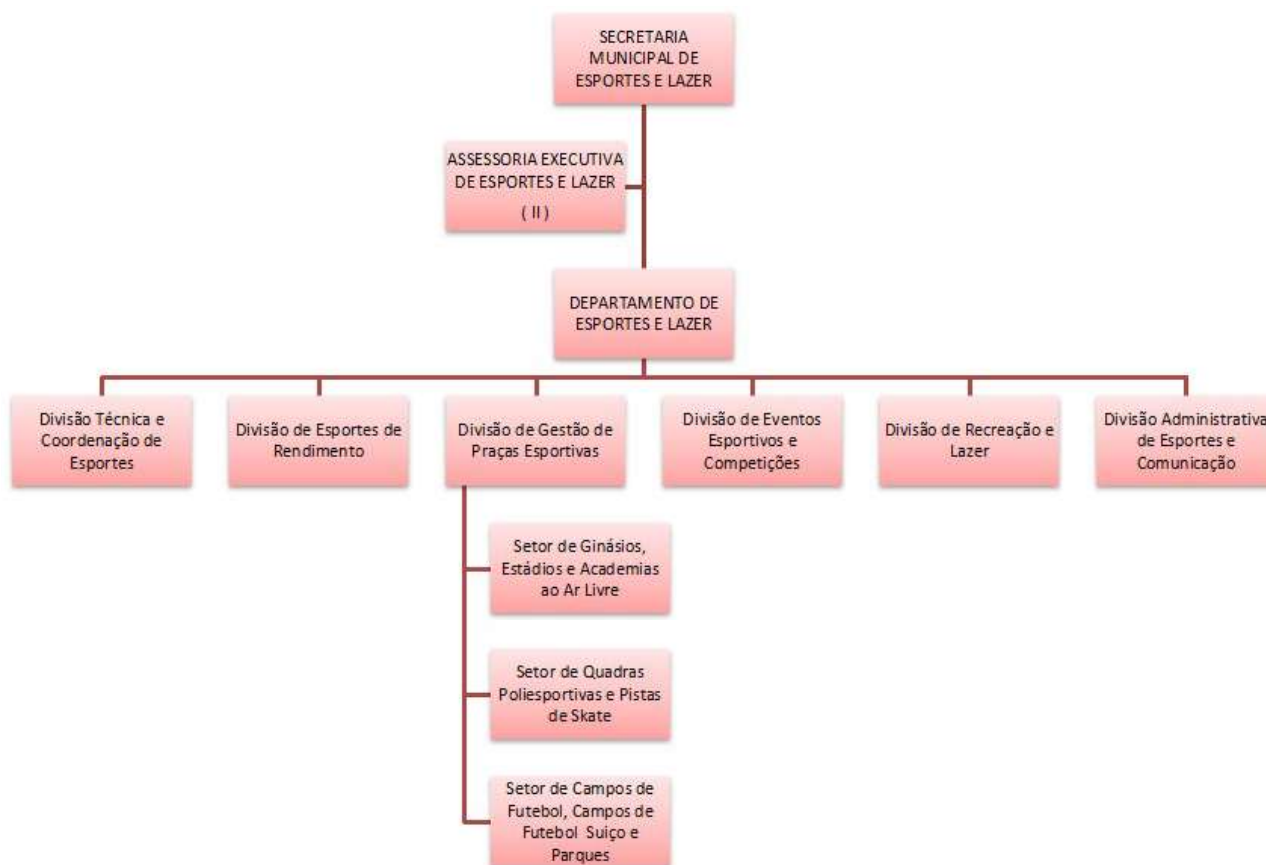 SECRETARIA
MUNICIPAL DE
ESPORTES E LAZER
ASSESSORIA EXECUTIVA
DE ESPORTES E LAZER
( II )
DEPARTAMENTO DE
ESPORTES E LAZER
Divisão Técnica e
Coordenação de
Esportes
Divisão de Esportes de
Rendimento
Divisão de Gestão de
Praças Esportivas
Divisão de Eventos
Esportivos e
Competições
Divisão de Recreação e
Lazer
Divisão Administrativa
de Esportes e
Comunicação
Setor de Ginásios,
Estádios e Academias
ao Ar Livre
Setor de Quadras
Poliesportivas e Pistas
de Skate
Setor de Campos de
Futebol, Campos de
Futebol Suiço e
Parques